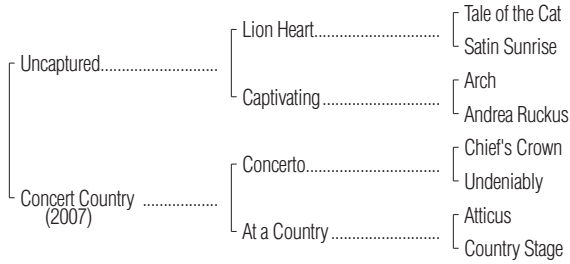 Tale of the Cat
Lion Heart
Satin Sunrise
Uncaptured
Arch
Captivating
Andrea Ruckus
Chief's Crown
Concerto
Undeniably
Concert Country
(2007)
Atticus
At a Country
Country Stage